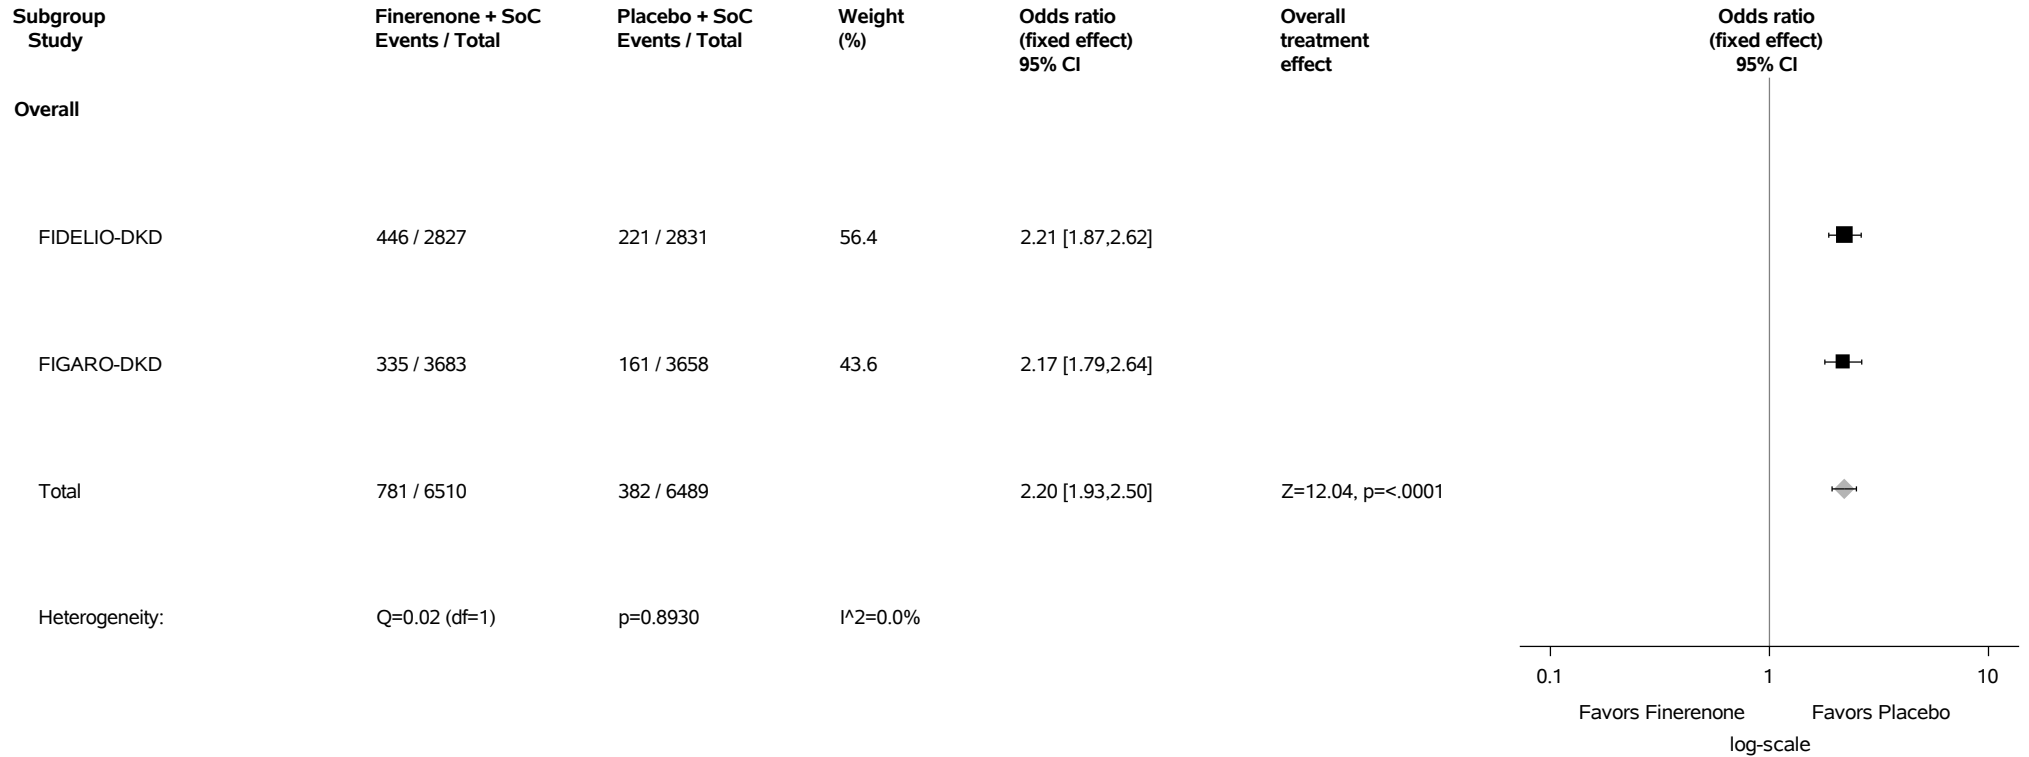 Subgroup Finerenone + SoC Placebo + SoC Weight Odds ratio Overall Odds ratio
Study Events / Total Events / Total (%) (fixed effect) treatment (fixed effect)
95% CI effect 95% CI
Overall
FIDELIO-DKD 446 / 2827 221 / 2831 56.4 2.21 [1.87,2.62]
FIGARO-DKD 335 / 3683 161 / 3658 43.6 2.17 [1.79,2.64]
Total 781 / 6510 382 / 6489 2.20 [1.93,2.50] Z=12.04, p=<.0001
Heterogeneity: Q=0.02 (df=1) p=0.8930 I^2=0.0%
0.1 1 10
Favors Finerenone Favors Placebo
log-scale